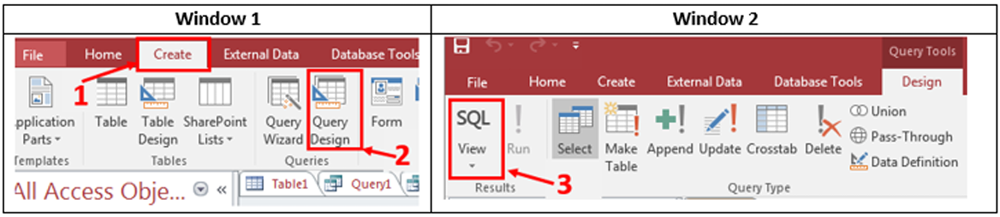 Window 1
Window 2
File Home Create External Data Database Tools
1
pplication Parts
Table
Table Design
SharePoint Lists
Query Wizard
Query Design
Form
2
Templates Tables Queries
All Access Obje... « Table1 Query1
Query Tools
File Home Create External Data Database Tools Design
SQL View
Run
Select
Make Table
Append
Update
Crosstab
Delete
Union
Pass-Through
Data Definition
3
Results Query Type